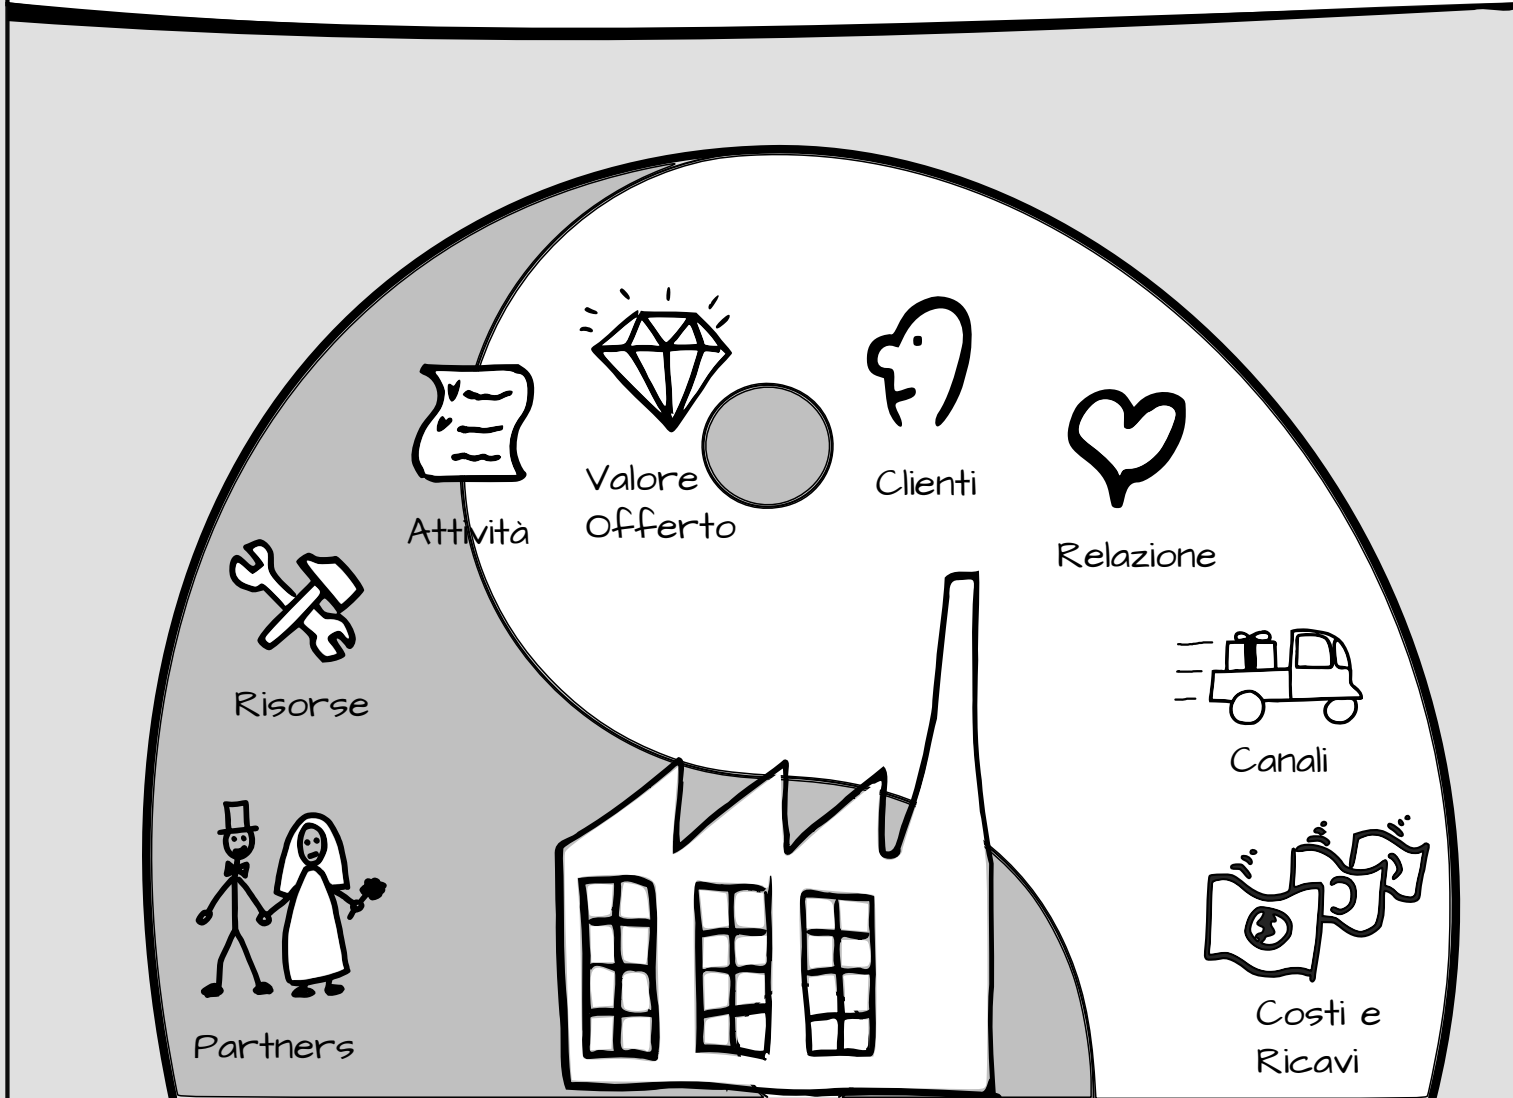 Valore
Offerto
Clienti
Attività
Relazione
Risorse
Canali
Partners
Costi e
Ricavi